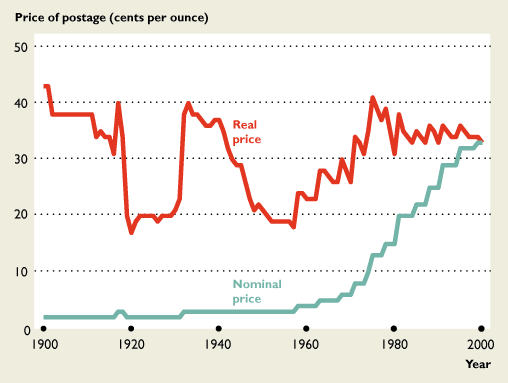 Price of postage (cents per ounce)
50
40
Real
price
30
20
10
Nominal
price
0
1900 1920 1940 1960 1980 2000
Year